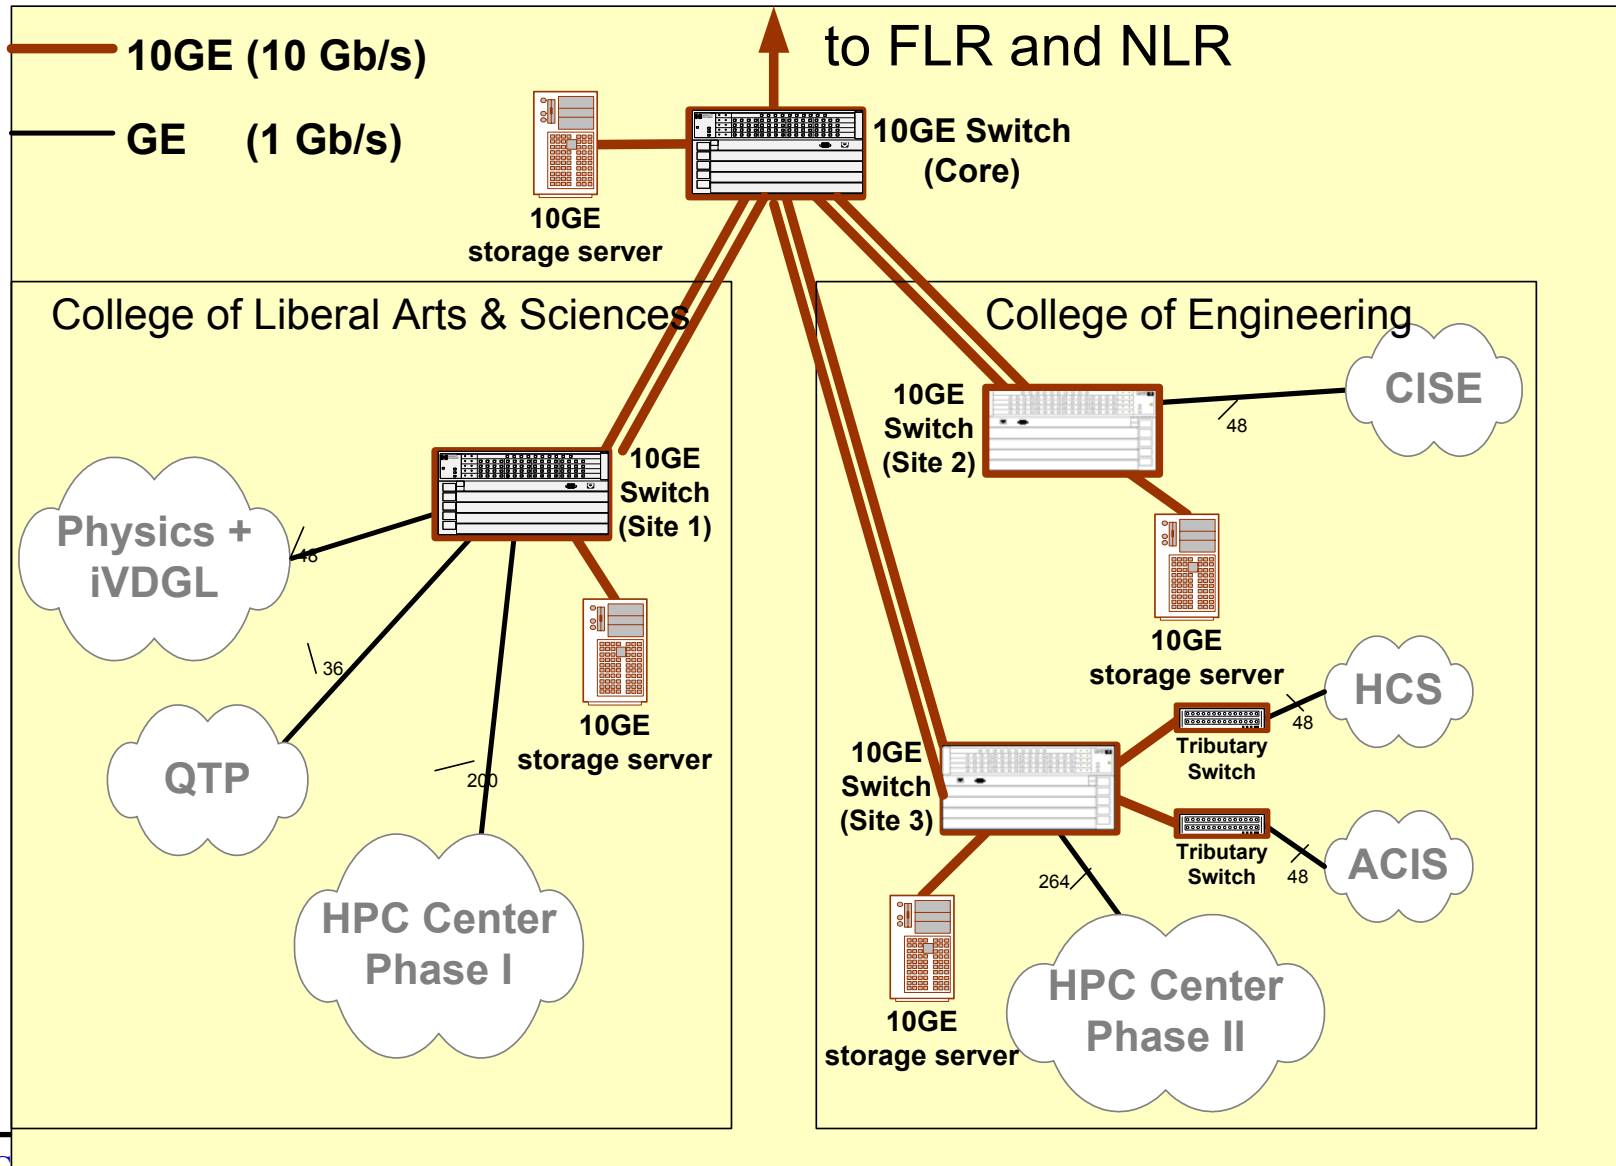 10GE (10 Gb/s)
GE (1 Gb/s)
to FLR and NLR
10GE Switch
(Core)
10GE
storage server
College of Liberal Arts & Sciences
College of Engineering
10GE
Switch
(Site 1)
10GE
Switch
(Site 2)
CISE
48
Physics +
iVDGL
48
36
QTP
200
10GE
storage server
HPC Center
Phase I
10GE
storage server
HCS
48
Tributary
Switch
10GE
Switch
(Site 3)
Tributary
Switch
48
ACIS
264
10GE
storage server
HPC Center
Phase II